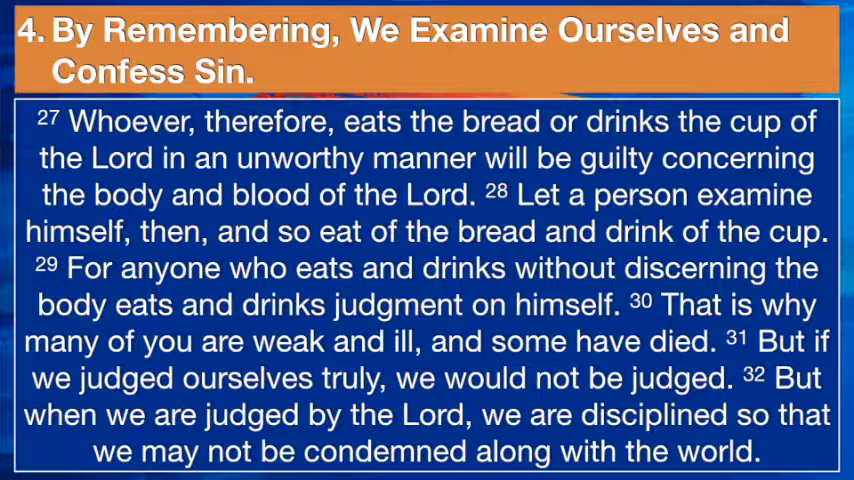 4. By Remembering, We Examine Ourselves and
Confess Sin.
27 Whoever, therefore, eats the bread or drinks the cup of
the Lord in an unworthy manner will be guilty concerning
the body and blood of the Lord. 28 Let a person examine
himself, then, and so eat of the bread and drink of the cup.
29 For anyone who eats and drinks without discerning the
body eats and drinks judgment on himself. 30 That is why
many of you are weak and ill, and some have died. 31 But if
we judged ourselves truly, we would not be judged. 32 But
when we are judged by the Lord, we are disciplined so that
we may not be condemned along with the world.